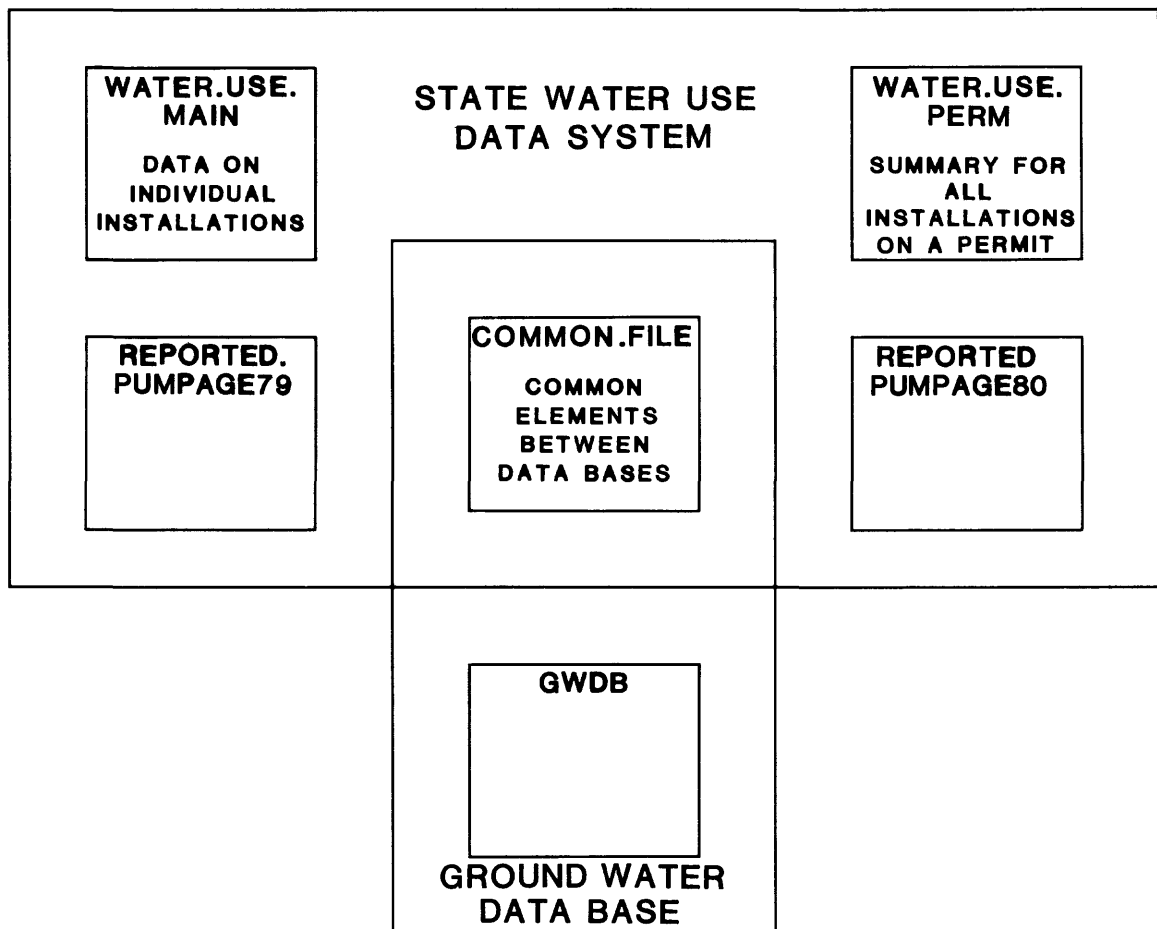 WATER.USE.
MAIN
DATA ON
INDIVIDUAL
INSTALLATIONS
STATE WATER USE
DATA SYSTEM
WATER.USE.
PERM
SUMMARY FOR
ALL
INSTALLATIONS
ON A PERMIT
REPORTED.
PUMPAGE79
COMMON.FILE
COMMON
ELEMENTS
BETWEEN
DATA BASES
REPORTED
PUMPAGE80
GWDB
GROUND WATER
DATA BASE